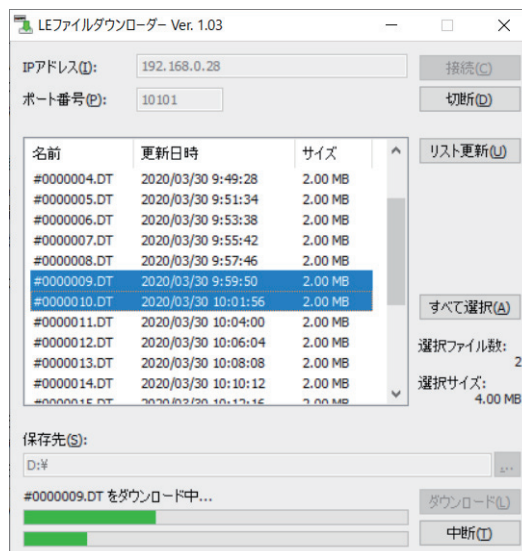 LEファイルダウンローダー Ver. 1.03
IPアドレス(I): 192.168.0.28 接続(C)
ポート番号(P): 10101 切断(D)
名前 更新日時 サイズ リスト更新(U)
#0000004.DT 2020/03/30 9:49:28 2.00 MB
#0000005.DT 2020/03/30 9:51:34 2.00 MB
#0000006.DT 2020/03/30 9:53:38 2.00 MB
#0000007.DT 2020/03/30 9:55:42 2.00 MB
#0000008.DT 2020/03/30 9:57:46 2.00 MB
#0000009.DT 2020/03/30 9:59:50 2.00 MB
#0000010.DT 2020/03/30 10:01:56 2.00 MB すべて選択(A)
#0000011.DT 2020/03/30 10:04:00 2.00 MB
#0000012.DT 2020/03/30 10:06:04 2.00 MB 選択ファイル数:
#0000013.DT 2020/03/30 10:08:08 2.00 MB 2
#0000014.DT 2020/03/30 10:10:12 2.00 MB 選択サイズ:
#0000015.DT 2020/03/30 10:12:16 2.00 MB 4.00 MB
保存先(S):
D:¥ ...
#0000009.DT をダウンロード中... ダウンロード(L)
中断(T)